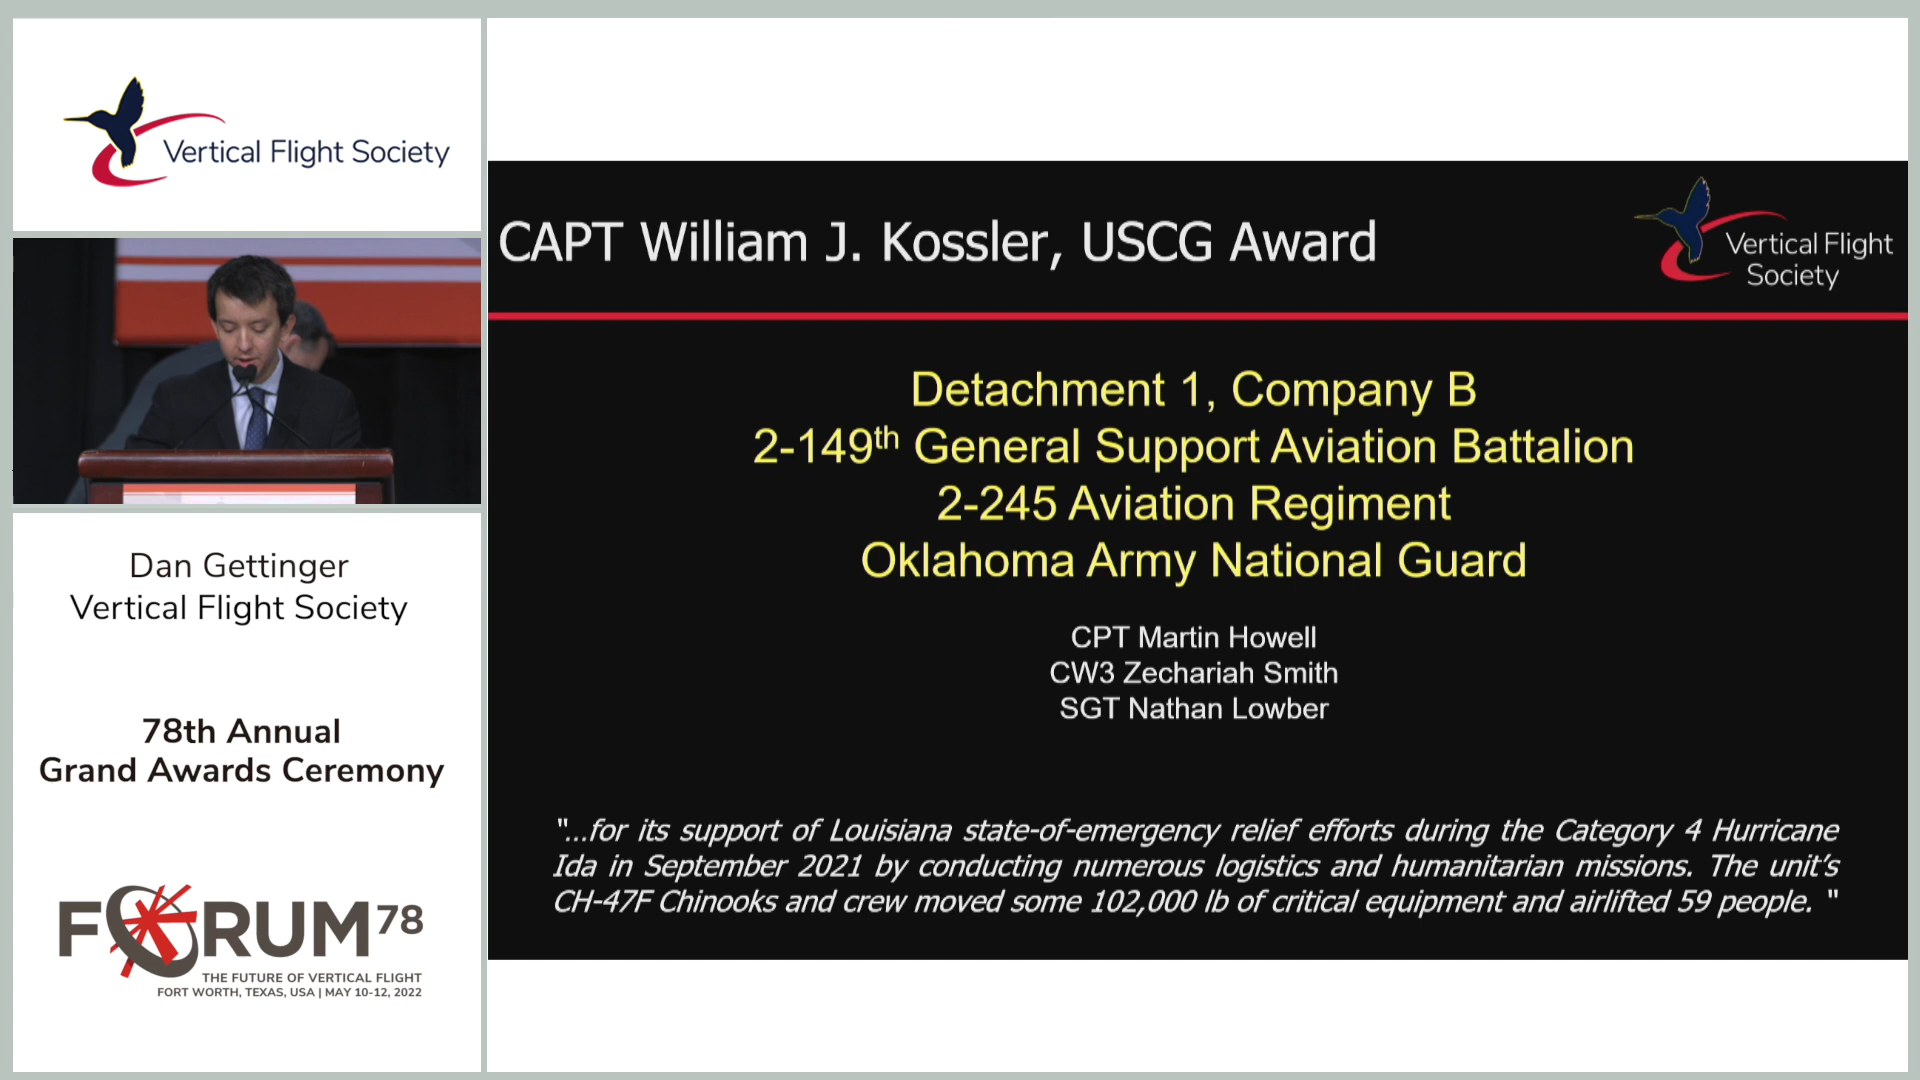 Vertical Flight Society
Dan Gettinger
Vertical Flight Society
78th Annual
Grand Awards Ceremony
FORUM 78
THE FUTURE OF VERTICAL FLIGHT
FORT WORTH, TEXAS, USA | MAY 10-12, 2022
CAPT William J. Kossler, USCG Award
Vertical Flight
Society
Detachment 1, Company B
2-149th General Support Aviation Battalion
2-245 Aviation Regiment
Oklahoma Army National Guard
CPT Martin Howell
CW3 Zechariah Smith
SGT Nathan Lowber
"...for its support of Louisiana state-of-emergency relief efforts during the Category 4 Hurricane
Ida in September 2021 by conducting numerous logistics and humanitarian missions. The unit's
CH-47F Chinooks and crew moved some 102,000 lb of critical equipment and airlifted 59 people. "